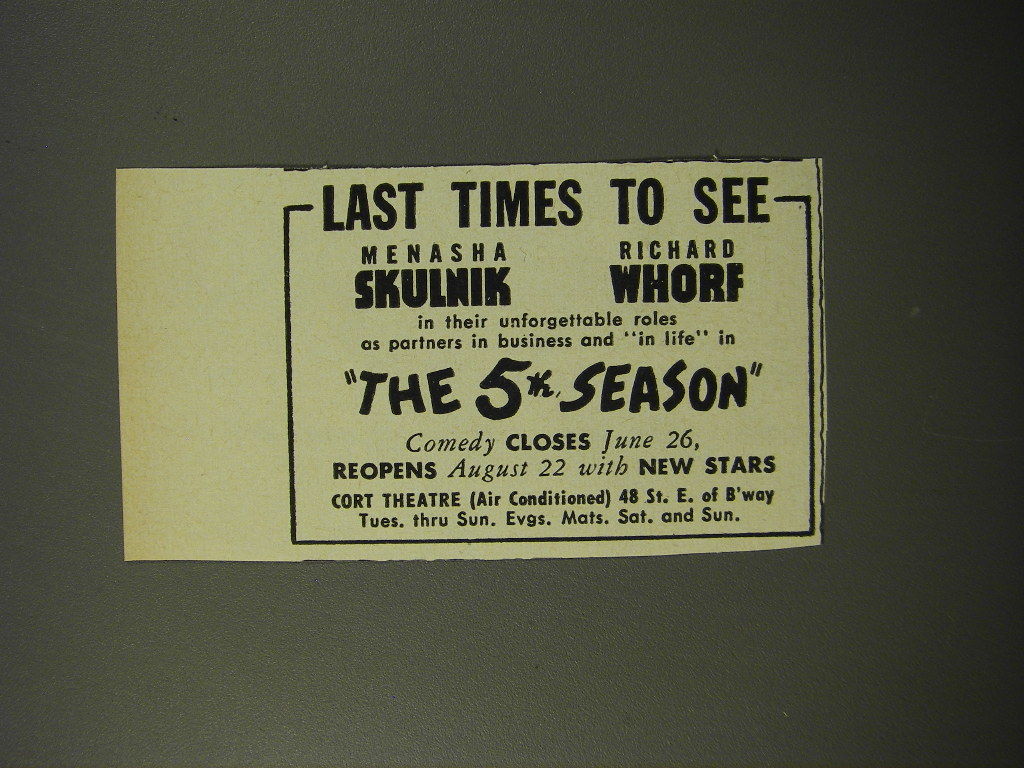 LAST TIMES TO SEE
MENASHA RICHARD
SKULNIK WHORF
in their unforgettable roles
as partners in business and "in life" in
"THE 5th SEASON"
Comedy CLOSES June 26,
REOPENS August 22 with NEW STARS
CORT THEATRE (Air Conditioned) 48 St. E. of B'way
Tues. thru Sun. Evgs. Mats. Sat. and Sun.